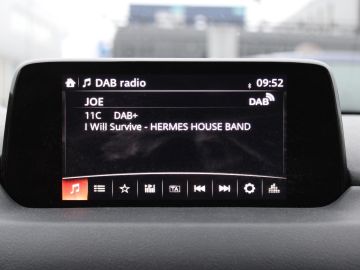 DAB radio 09:52
JOE DAB
11C DAB+
I Will Survive - HERMES HOUSE BAND
TA